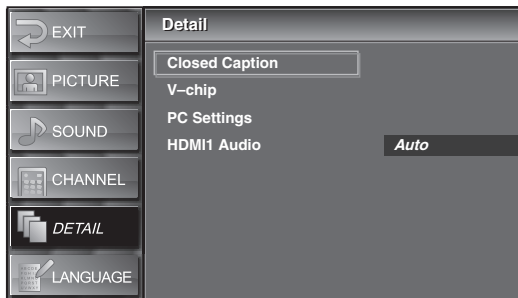 EXIT
PICTURE
SOUND
CHANNEL
DETAIL
LANGUAGE
Detail
Closed Caption
V–chip
PC Settings
HDMI1 Audio Auto